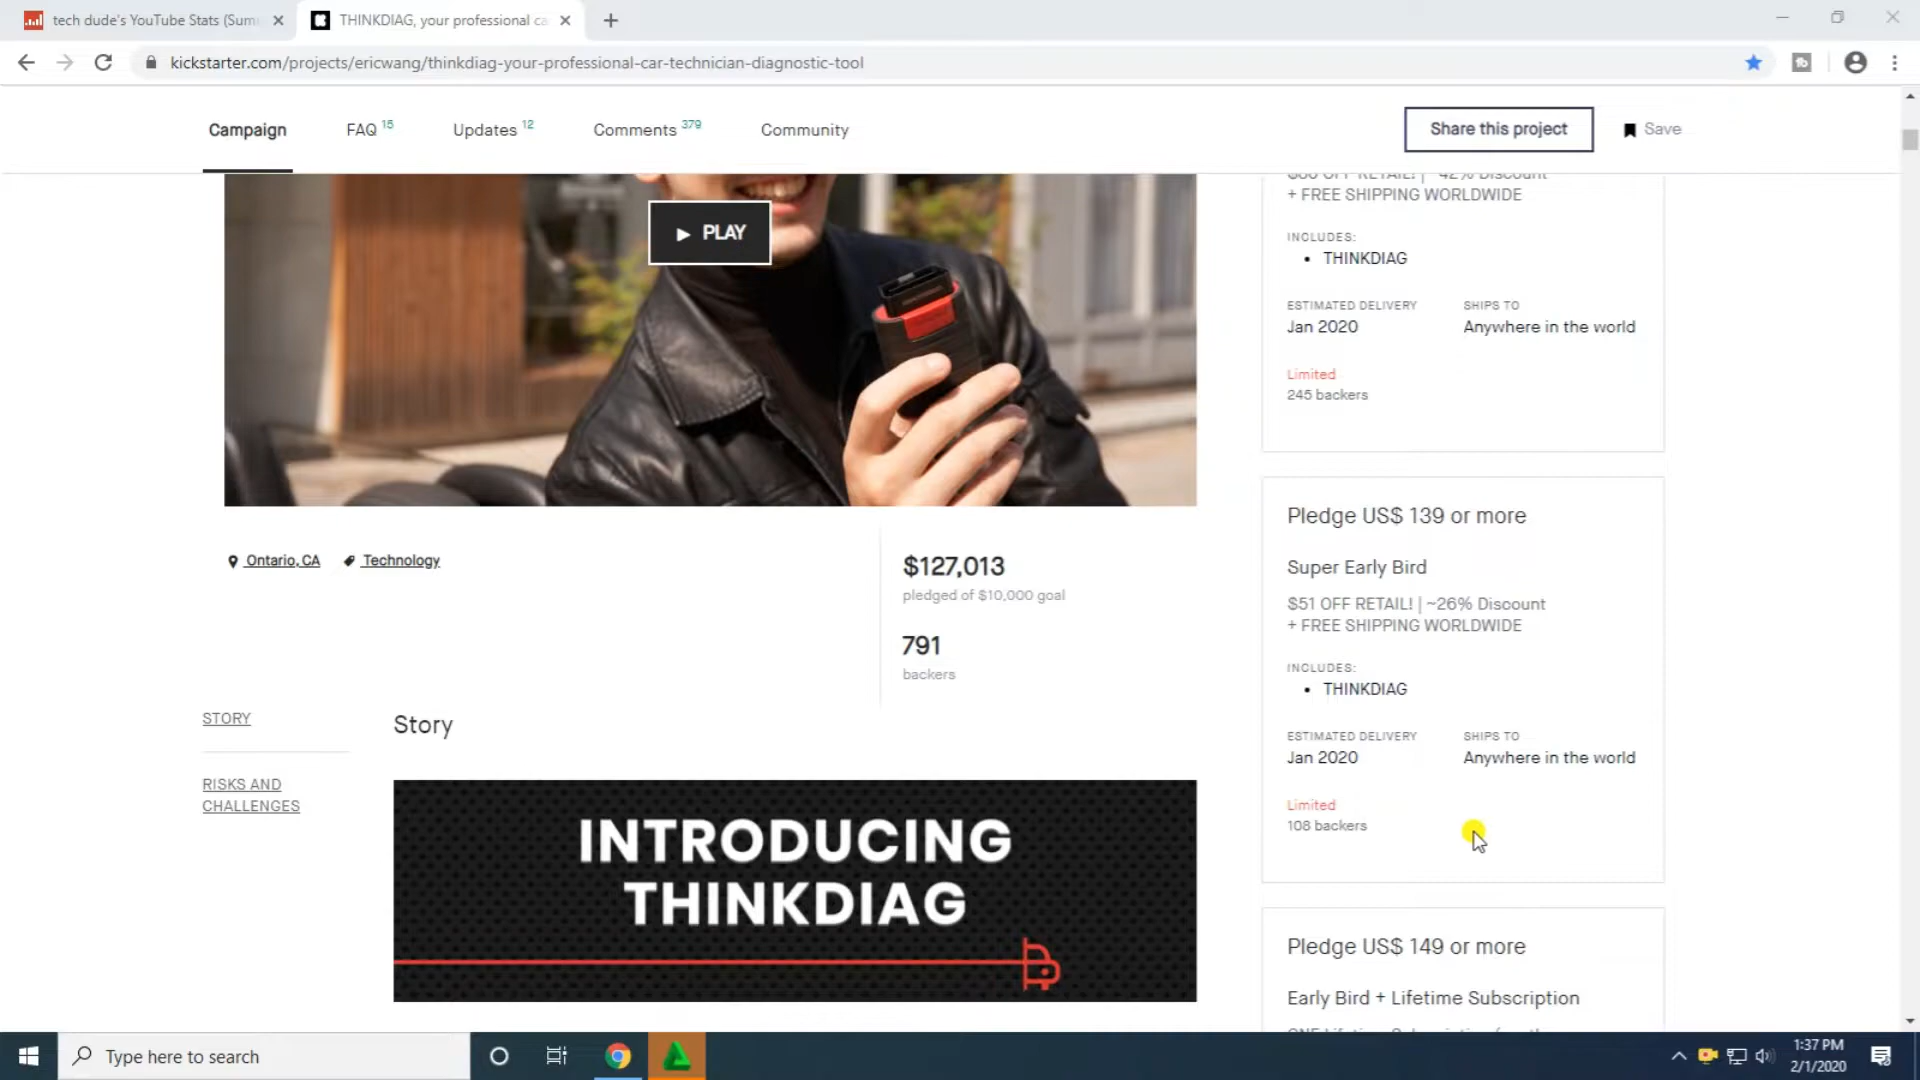 tech dude's YouTube Stats (Sum
THINKDIAG, your professional ca
kickstarter.com/projects/ericwang/thinkdiag-your-professional-car-technician-diagnostic-tool
Campaign
FAQ 15
Updates 12
Comments 379
Community
Share this project
Save
PLAY
Ontario, CA
Technology
$127,013
pledged of $10,000 goal
791
backers
STORY
RISKS AND
CHALLENGES
Story
INTRODUCING
THINKDIAG
OFF RETAIL! | ~42% Discount
+ FREE SHIPPING WORLDWIDE
INCLUDES:
• THINKDIAG
ESTIMATED DELIVERY
Jan 2020
SHIPS TO
Anywhere in the world
Limited
245 backers
Pledge US$ 139 or more
Super Early Bird
$51 OFF RETAIL! | ~26% Discount
+ FREE SHIPPING WORLDWIDE
INCLUDES:
• THINKDIAG
ESTIMATED DELIVERY
Jan 2020
SHIPS TO
Anywhere in the world
Limited
108 backers
Pledge US$ 149 or more
Early Bird + Lifetime Subscription
Type here to search
1:37 PM
2/1/2020